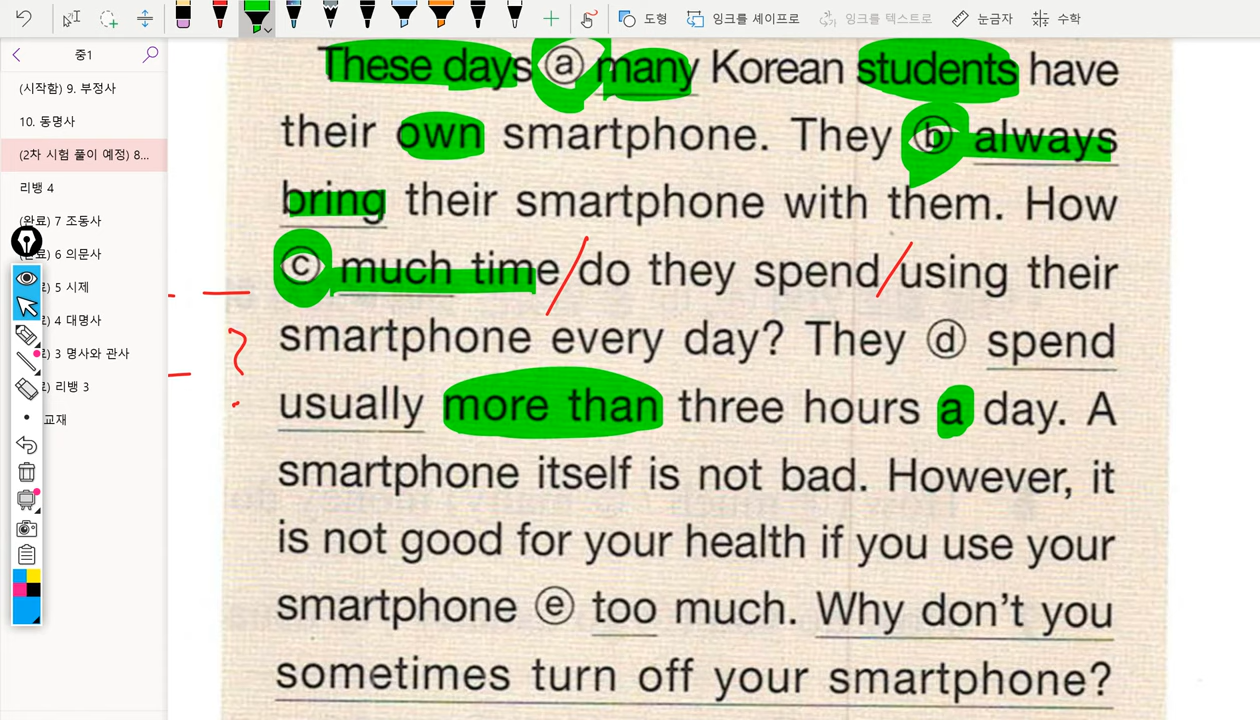 도형
잉크를 셰이프로
잉크를 텍스트로
눈금자
수학
중1
(시작함) 9. 부정사
10. 동명사
(2차 시험 풀이 예정) 8...
리뱅 4
(완료) 7 조동사
료) 6 의문사
료) 5 시제
료) 4 대명사
료) 3 명사와 관사
료) 리뱅 3
교재
These days ⓐ many Korean students have
their own smartphone. They ⓑ always
bring their smartphone with them. How
ⓒ much time do they spend using their
smartphone every day? They ⓓ spend
usually more than three hours a day. A
smartphone itself is not bad. However, it
is not good for your health if you use your
smartphone ⓔ too much. Why don't you
sometimes turn off your smartphone?